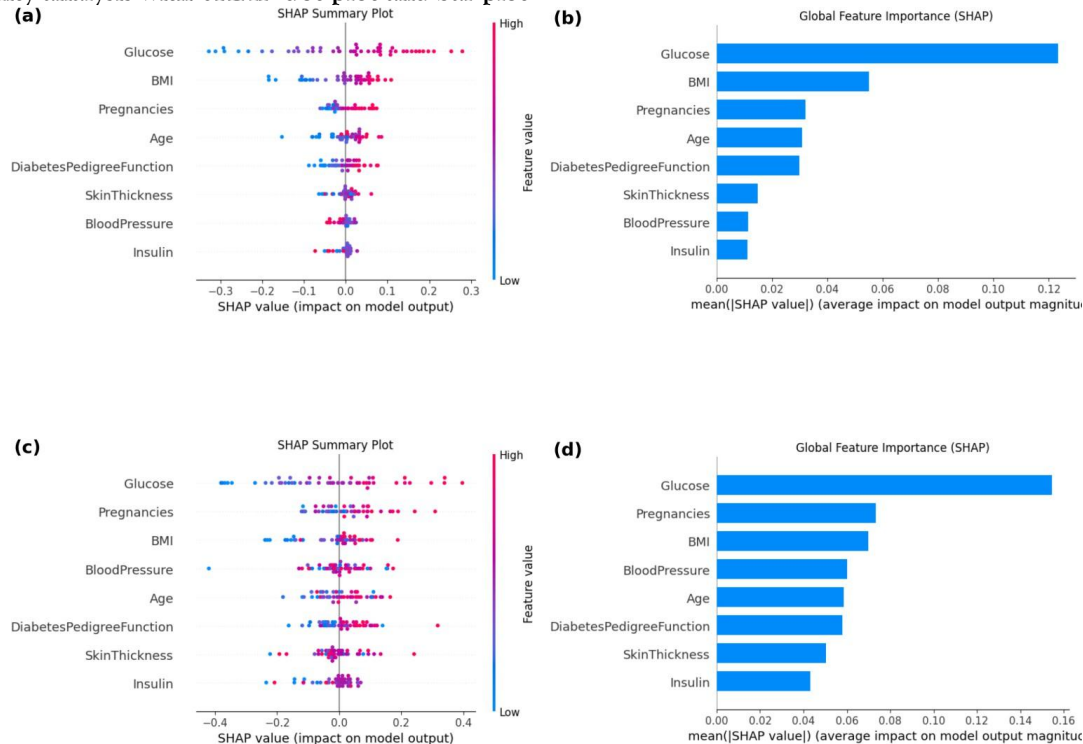 (a)
SHAP Summary Plot
High
Glucose
BMI
Pregnancies
Age
DiabetesPedigreeFunction
SkinThickness
BloodPressure
Insulin
Feature value
Low
−0.3 −0.2 −0.1 0.0 0.1 0.2 0.3
SHAP value (impact on model output)
(b)
Global Feature Importance (SHAP)
Glucose
BMI
Pregnancies
Age
DiabetesPedigreeFunction
SkinThickness
BloodPressure
Insulin
0.00 0.02 0.04 0.06 0.08 0.10 0.12
mean(|SHAP value|) (average impact on model output magnitu
(c)
SHAP Summary Plot
High
Glucose
Pregnancies
BMI
BloodPressure
Age
DiabetesPedigreeFunction
SkinThickness
Insulin
Feature value
Low
−0.4 −0.2 0.0 0.2 0.4
SHAP value (impact on model output)
(d)
Global Feature Importance (SHAP)
Glucose
Pregnancies
BMI
BloodPressure
Age
DiabetesPedigreeFunction
SkinThickness
Insulin
0.00 0.02 0.04 0.06 0.08 0.10 0.12 0.14 0.16
mean(|SHAP value|) (average impact on model output magnituc